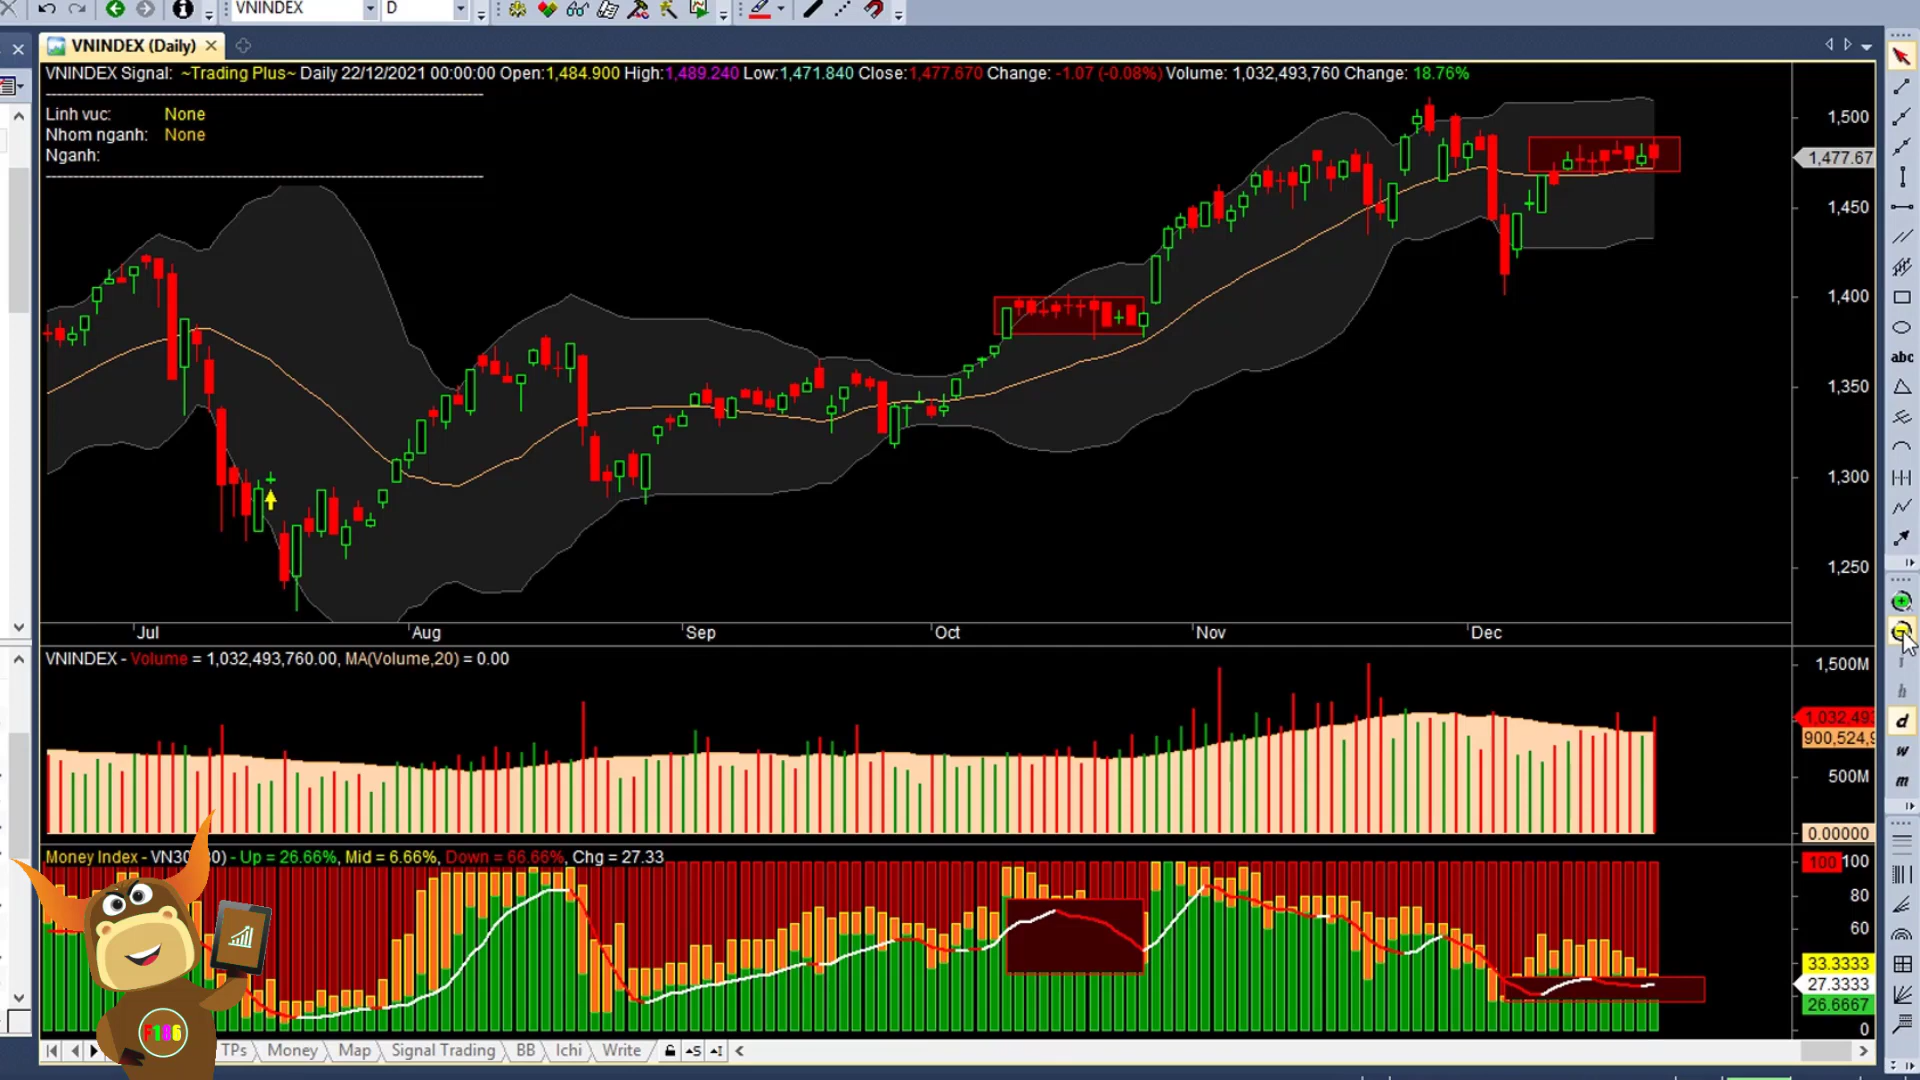 VNINDEX D
VNINDEX (Daily)
VNINDEX Signal: ~Trading Plus~ Daily 22/12/2021 00:00:00 Open:1,484.900 High:1,489.240 Low:1,471.840 Close:1,477.670 Change: -1.07 (-0.08%) Volume: 1,032,493,760 Change: 18.76%
Linh vuc: None
Nhom nganh: None
Nganh:
1,500
1,477.67
1,450
1,400
1,350
1,300
1,250
abc
Jul Aug Sep Oct Nov Dec
VNINDEX - Volume = 1,032,493,760.00, MA(Volume,20) = 0.00
1,500M
1,032,493
900,524,9
500M
0.00000
h
d
w
m
Money Index - VN30 30) - Up = 26.66%, Mid = 6.66%, Down = 66.66%, Chg = 27.33
100 100
80
60
33.3333
27.3333
26.6667
0
F186
TPs Money Map Signal Trading BB Ichi Write